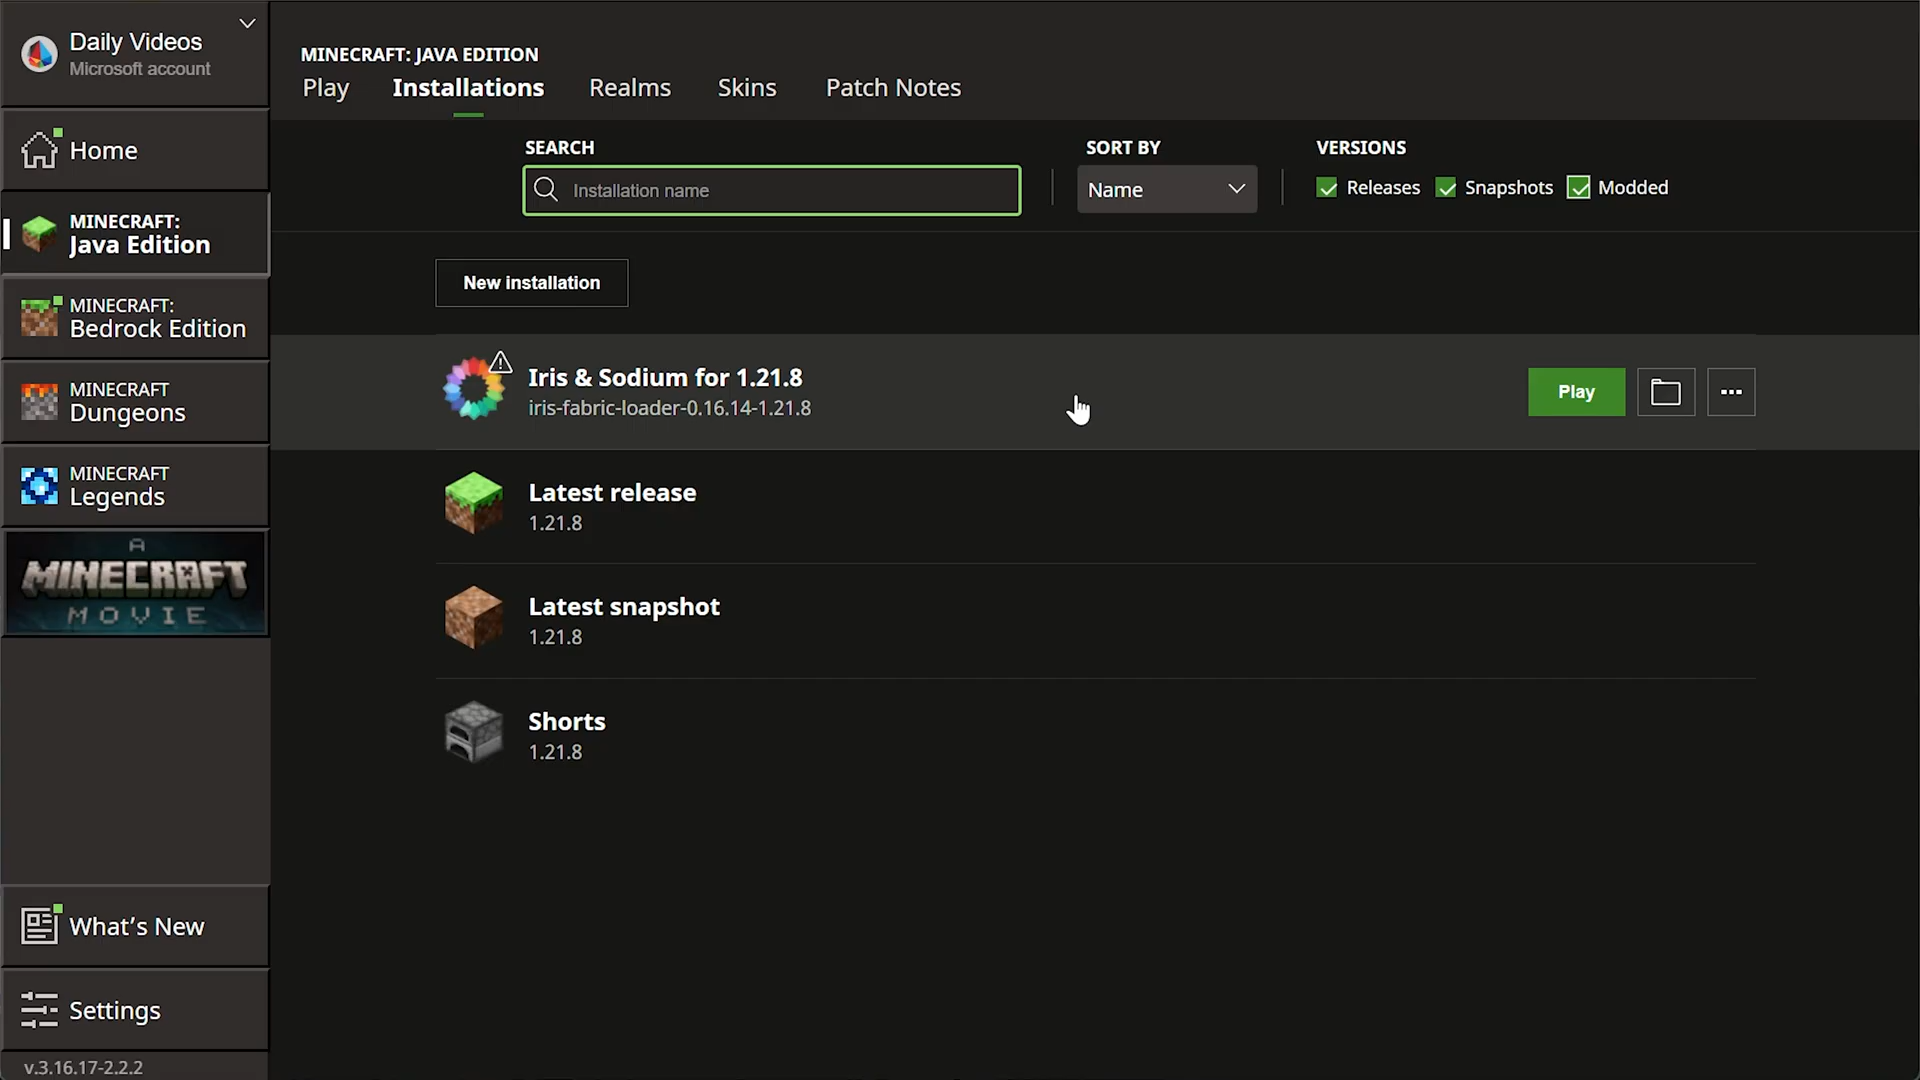 Daily Videos
Microsoft account
Home
MINECRAFT:
Java Edition
MINECRAFT:
Bedrock Edition
MINECRAFT
Dungeons
MINECRAFT
Legends
A
MINECRAFT
MOVIE
What’s New
Settings
v.3.16.17-2.2.2
MINECRAFT: JAVA EDITION
Play Installations Realms Skins Patch Notes
SEARCH
Installation name
SORT BY
Name
VERSIONS
Releases Snapshots Modded
New installation
Iris & Sodium for 1.21.8
iris-fabric-loader-0.16.14-1.21.8
Play
Latest release
1.21.8
Latest snapshot
1.21.8
Shorts
1.21.8